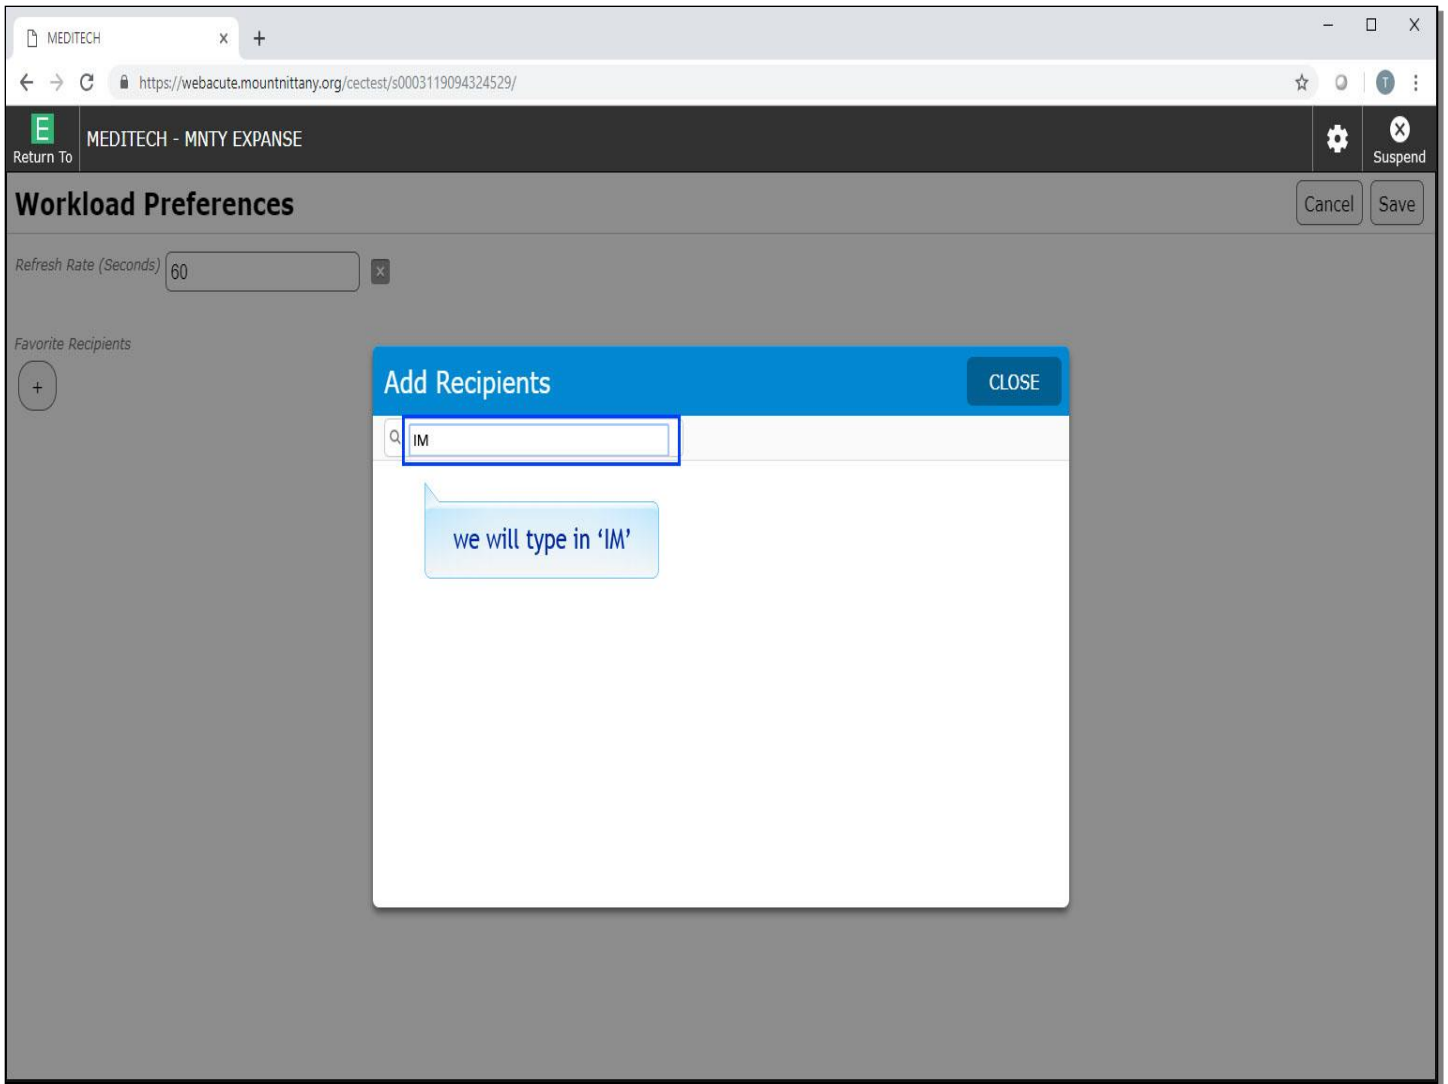 MEDITECH x +
– □ X
https://webacute.mountnittany.org/cectest/s0003119094324529/
T
E
Return To
MEDITECH - MNTY EXPANSE
Suspend
Workload Preferences
Cancel
Save
Refresh Rate (Seconds) 60 x
Favorite Recipients
+
Add Recipients
CLOSE
IM
we will type in ‘IM’